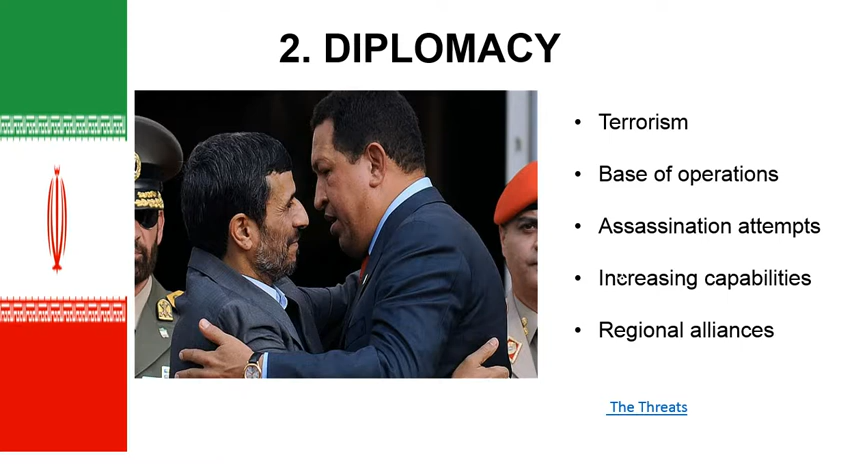 2. DIPLOMACY
• Terrorism
• Base of operations
• Assassination attempts
• Increasing capabilities
• Regional alliances
The Threats